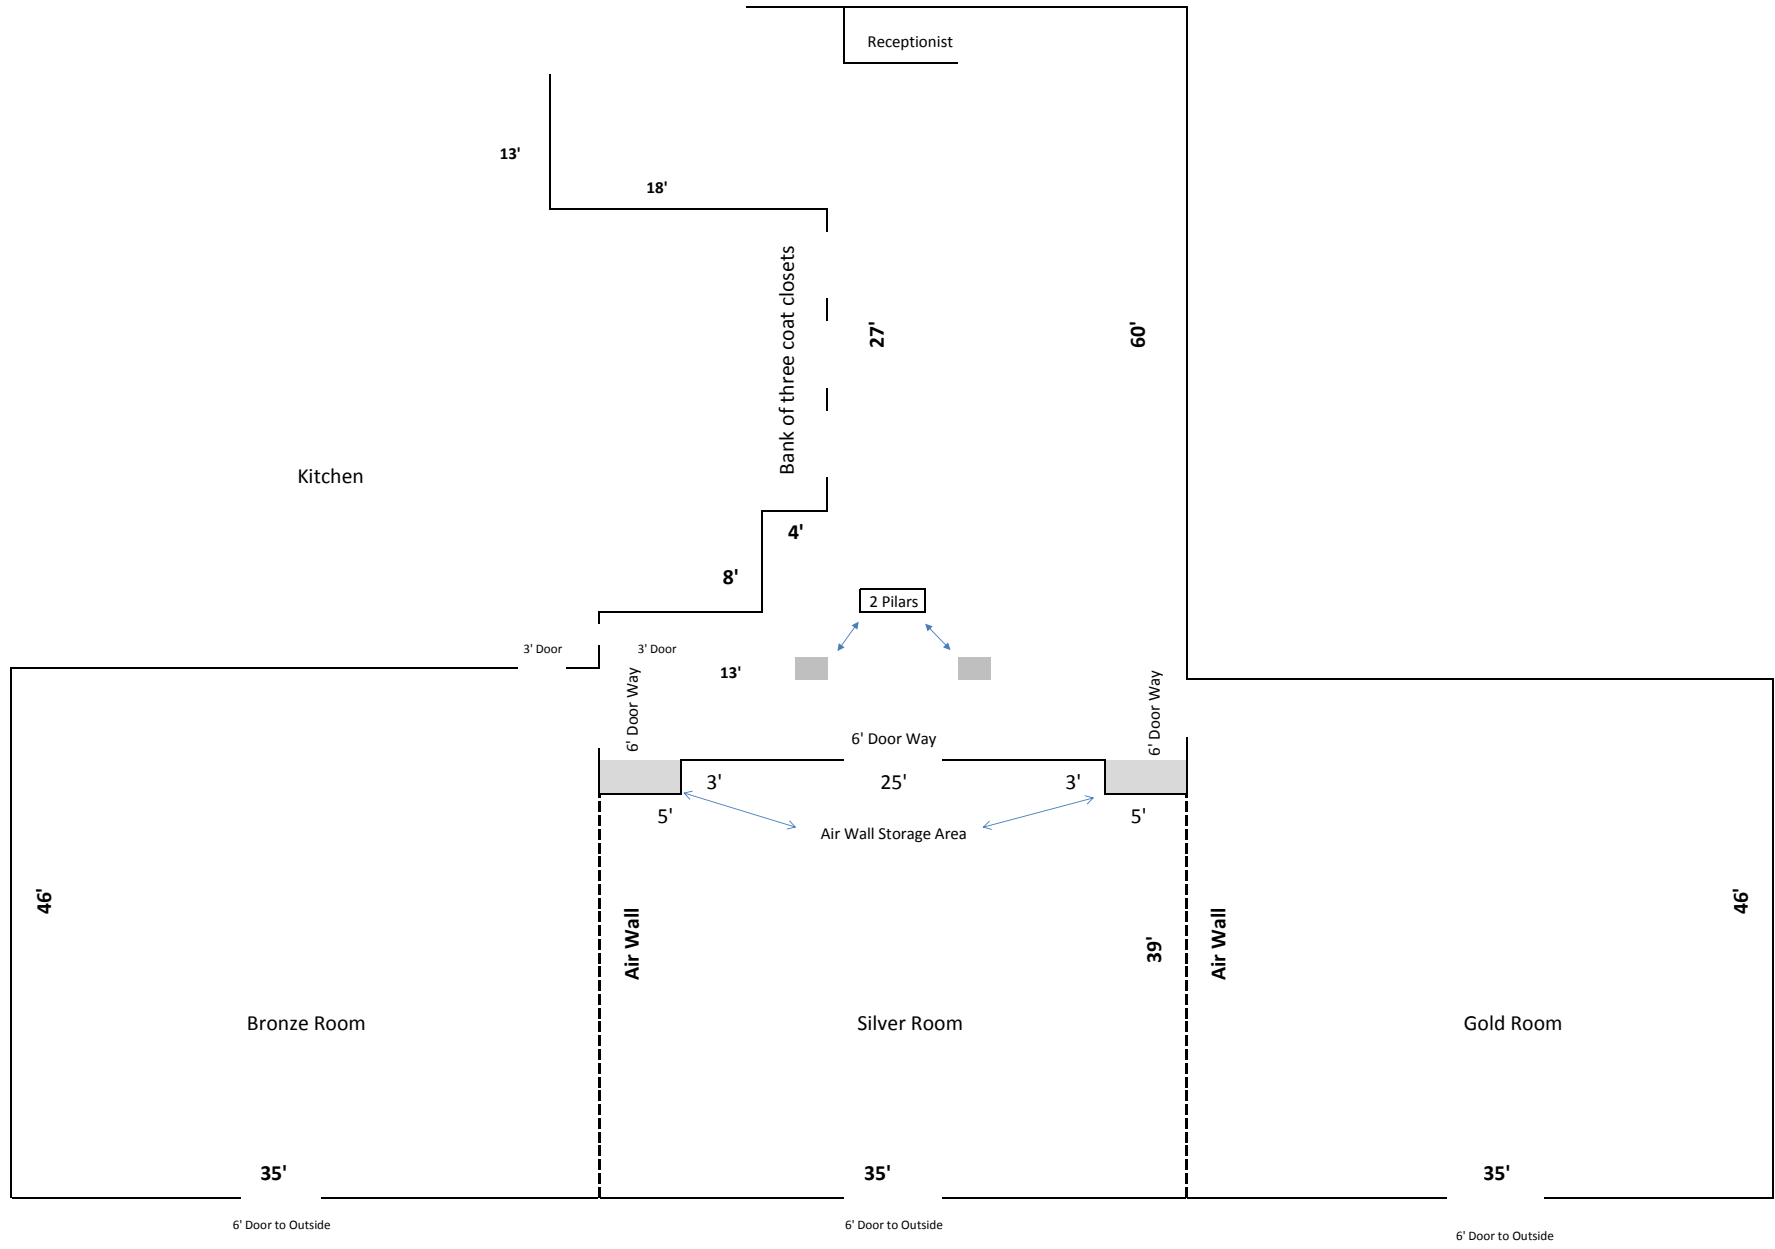 Receptionist
13'
18'
Bank of three coat closets
27'
60'
Kitchen
4'
8'
2 Pilars
3' Door
3' Door
13'
6' Door Way
6' Door Way
6' Door Way
3'
25'
3'
5'
5'
Air Wall Storage Area
46'
46'
Air Wall
39'
Air Wall
Bronze Room
Silver Room
Gold Room
35'
35'
35'
6' Door to Outside
6' Door to Outside
6' Door to Outside